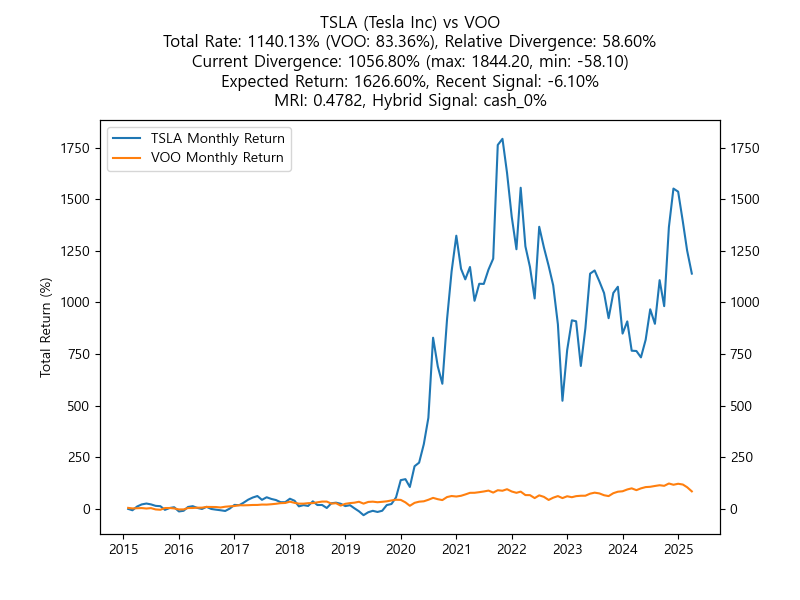 TSLA (Tesla Inc) vs VOO
Total Rate: 1140.13% (VOO: 83.36%), Relative Divergence: 58.60%
Current Divergence: 1056.80% (max: 1844.20, min: -58.10)
Expected Return: 1626.60%, Recent Signal: -6.10%
MRI: 0.4782, Hybrid Signal: cash_0%
TSLA Monthly Return
VOO Monthly Return
Total Return (%)
1750
1500
1250
1000
750
500
250
0
1750
1500
1250
1000
750
500
250
0
2015 2016 2017 2018 2019 2020 2021 2022 2023 2024 2025